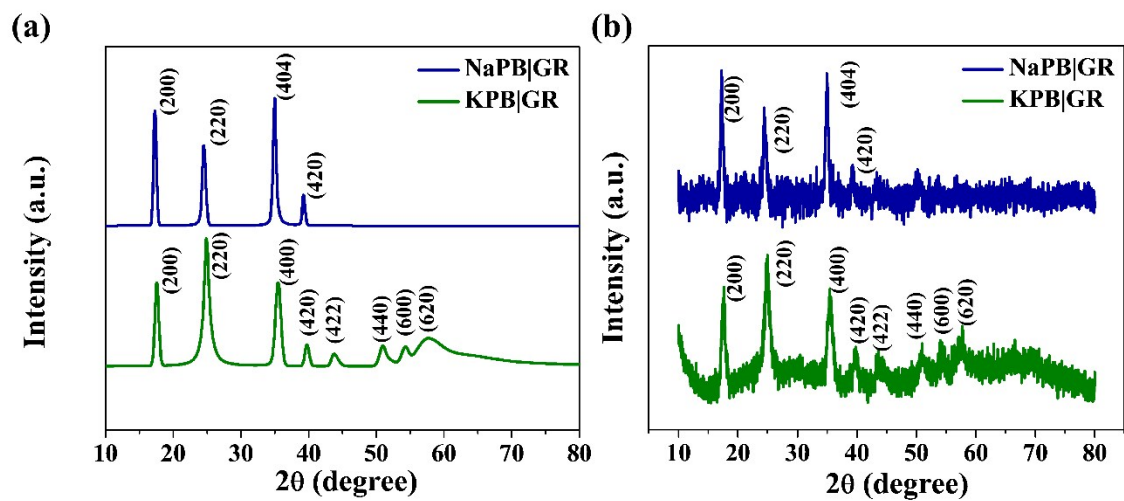 (a)
NaPB|GR
KPB|GR
(200)
(220)
(404)
(420)
(200)
(220)
(400)
(420)
(422)
(440)
(600)
(620)
Intensity (a.u.)
10 20 30 40 50 60 70 80
2θ (degree)
(b)
NaPB|GR
KPB|GR
(200)
(220)
(404)
(420)
(200)
(220)
(400)
(420)
(422)
(440)
(600)
(620)
Intensity (a.u.)
10 20 30 40 50 60 70 80
2θ (degree)